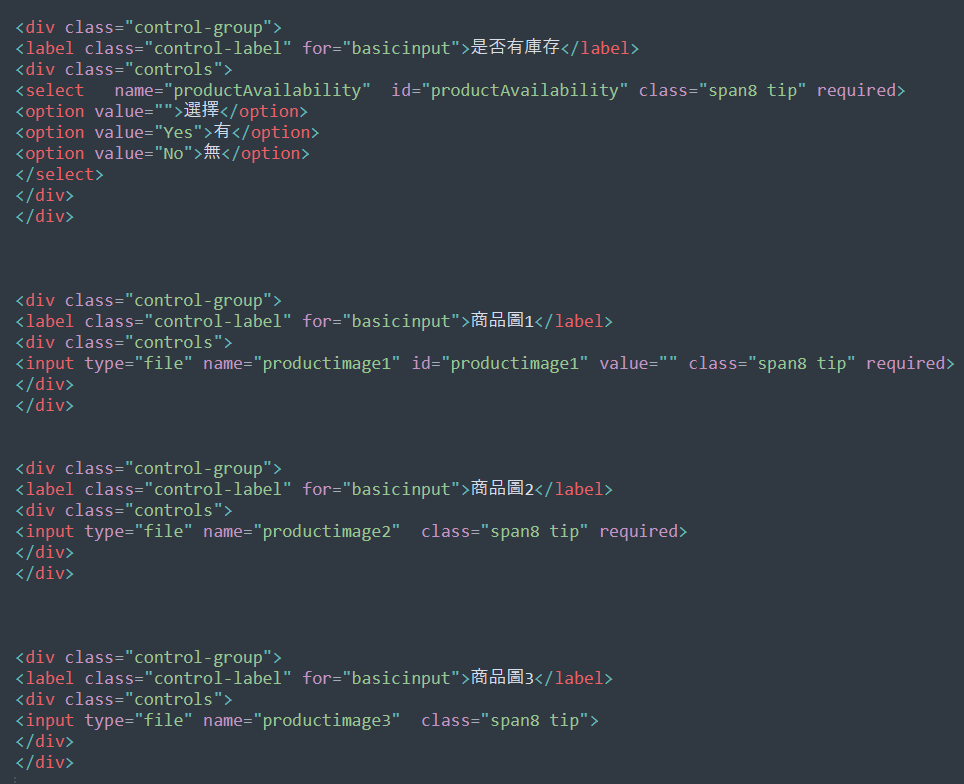 <div class="control-group">
<label class="control-label" for="basicinput">是否有庫存</label>
<div class="controls">
<select   name="productAvailability"  id="productAvailability" class="span8 tip" required>
<option value="">選擇</option>
<option value="Yes">有</option>
<option value="No">無</option>
</select>
</div>
</div>
<div class="control-group">
<label class="control-label" for="basicinput">商品圖1</label>
<div class="controls">
<input type="file" name="productimage1" id="productimage1" value="" class="span8 tip" required>
</div>
</div>
<div class="control-group">
<label class="control-label" for="basicinput">商品圖2</label>
<div class="controls">
<input type="file" name="productimage2"  class="span8 tip" required>
</div>
</div>
<div class="control-group">
<label class="control-label" for="basicinput">商品圖3</label>
<div class="controls">
<input type="file" name="productimage3"  class="span8 tip">
</div>
</div>